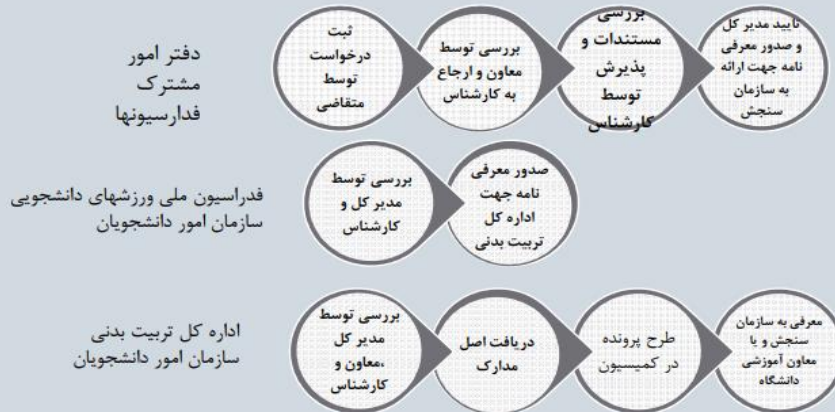 دفتر امور
مشترک
فدارسیونها
ثبت
درخواست
توسط
متقاضی
بررسی توسط
معاون و ارجاع
به کارشناس
بررسی
مستندات و
پذیرش
توسط
کارشناس
تایید مدیر کل
و صدور معرفی
نامه جهت ارائه
به سازمان
سنجش
فدراسیون ملی ورزشهای دانشجویی
سازمان امور دانشجویان
بررسی توسط
مدیر کل و
کارشناس
صدور معرفی
نامه جهت
اداره کل
تربیت بدنی
اداره کل تربیت بدنی
سازمان امور دانشجویان
بررسی توسط
مدیر کل
،معاون و
کارشناس
دریافت اصل
مدارک
طرح پرونده
در کمیسیون
معرفی به سازمان
سنجش و یا
معاون آموزشی
دانشگاه